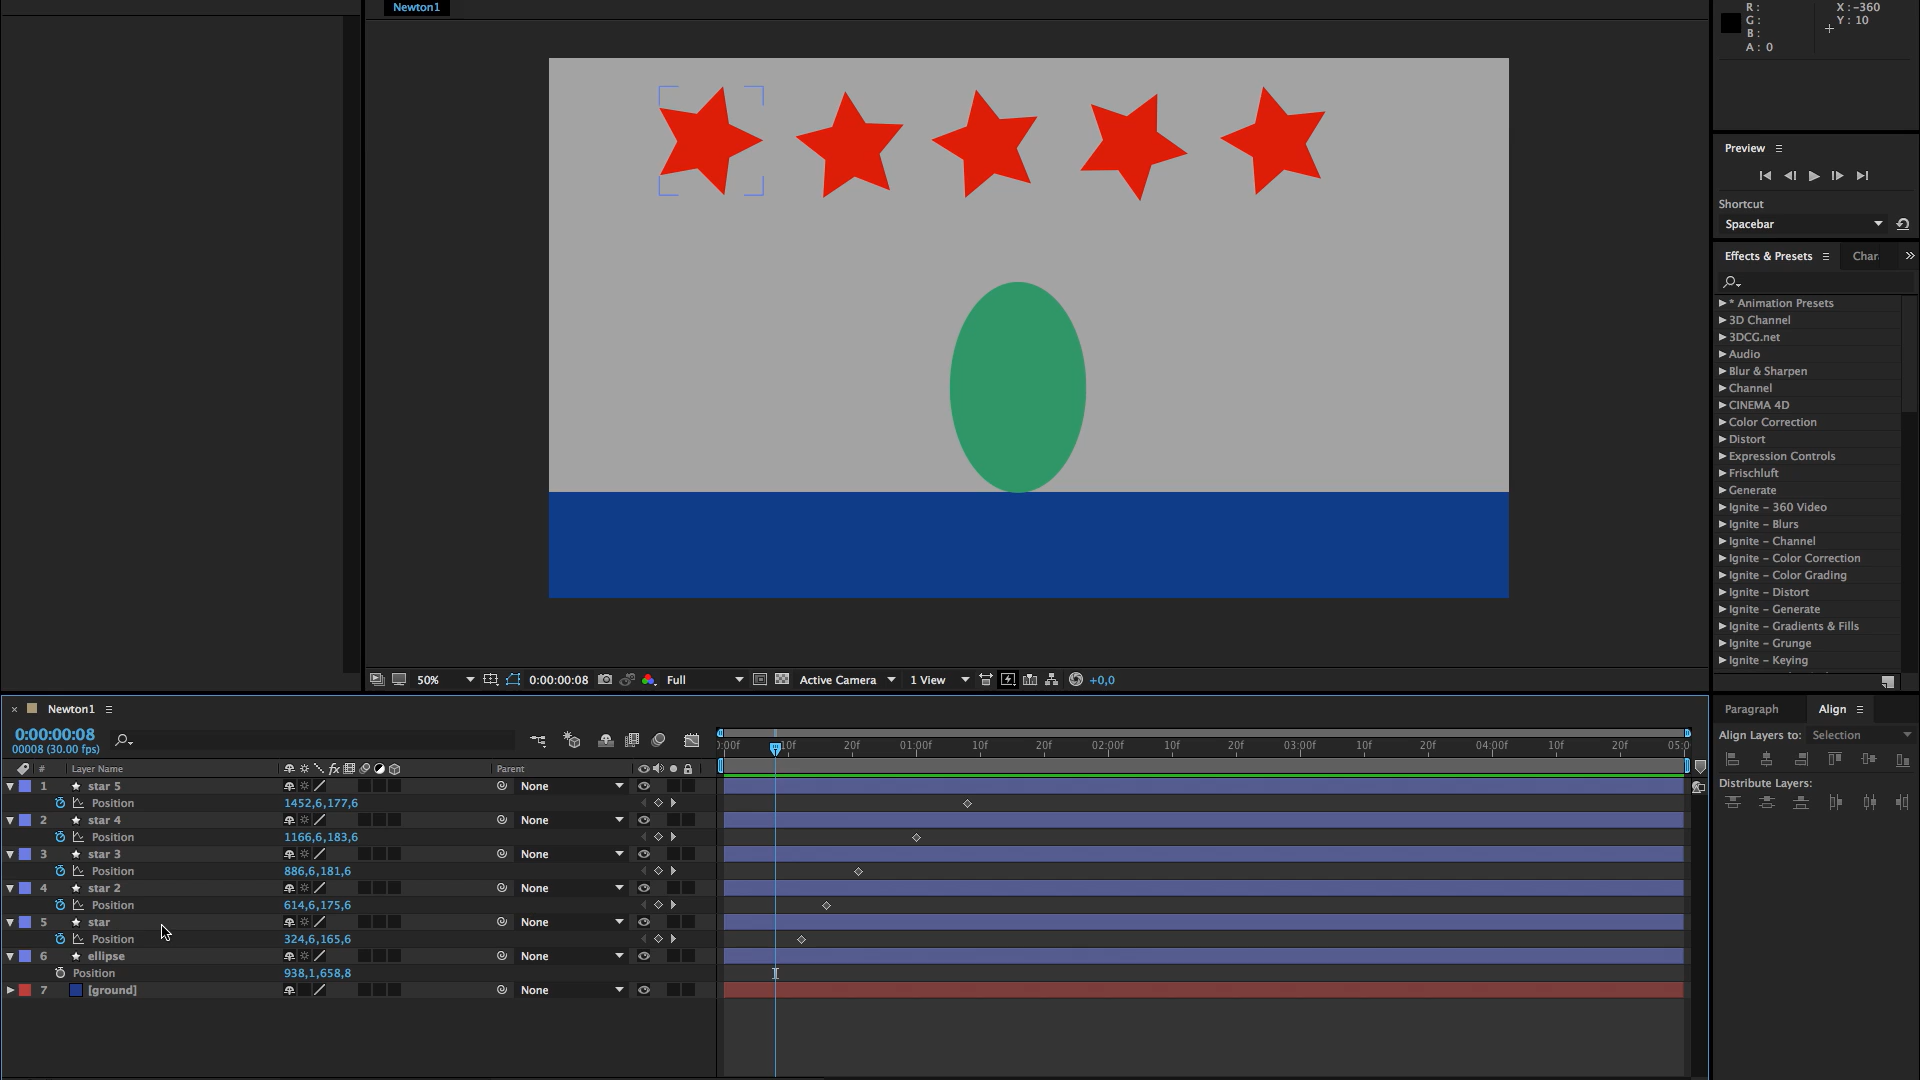 Newton1
R :
G :
B :
A : 0
X : -360
Y : 10
Preview
Shortcut
Spacebar
Effects & Presets
Char
* Animation Presets
3D Channel
3DCG.net
Audio
Blur & Sharpen
Channel
CINEMA 4D
Color Correction
Distort
Expression Controls
Frischluft
Generate
Ignite - 360 Video
Ignite - Blurs
Ignite - Channel
Ignite - Color Correction
Ignite - Color Grading
Ignite - Distort
Ignite - Generate
Ignite - Gradients & Fills
Ignite - Grunge
Ignite - Keying
50% 0:00:00:08 Full Active Camera 1 View +0,0
Newton1
0:00:00:08
00008 (30.00 fps)
:00f 10f 20f 01:00f 10f 20f 02:00f 10f 20f 03:00f 10f 20f 04:00f 10f 20f 05:0
# Layer Name fx Parent
1 star 5 None
Position 1452,6,177,6
2 star 4 None
Position 1166,6,183,6
3 star 3 None
Position 886,6,181,6
4 star 2 None
Position 614,6,175,6
5 star None
Position 324,6,165,6
6 ellipse None
Position 938,1,658,8
7 [ground] None
Paragraph Align
Align Layers to: Selection
Distribute Layers: